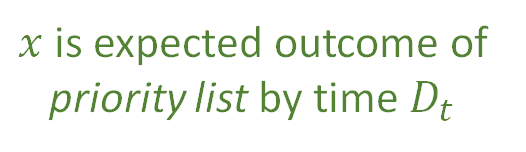 x is expected outcome of
priority list by time Dₜ